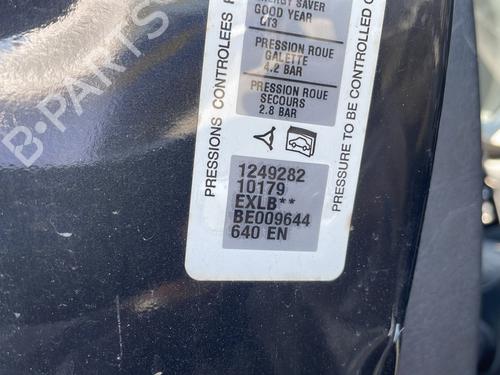 ENERGY SAVER
GOOD YEAR
GT3
PRESSION ROUE
GALETTE
4.2 BAR
PRESSION ROUE
SECOURS
2.8 BAR
PRESSIONS CONTROLEES
PRESSURE TO BE CONTROLLED
1249282
10179
EXLB**
BE009644
640 EN
B-PARTS